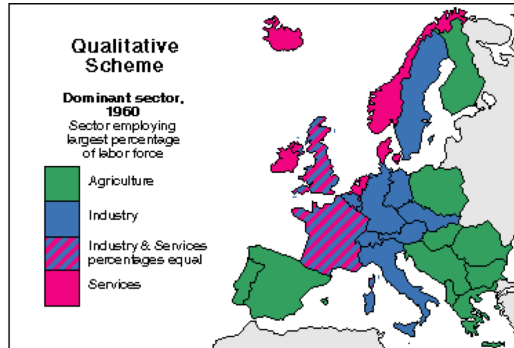 Qualitative
Scheme
Dominant sector,
1960
Sector employing
largest percentage
of labor force
Agriculture
Industry
Industry & Services
percentages equal
Services